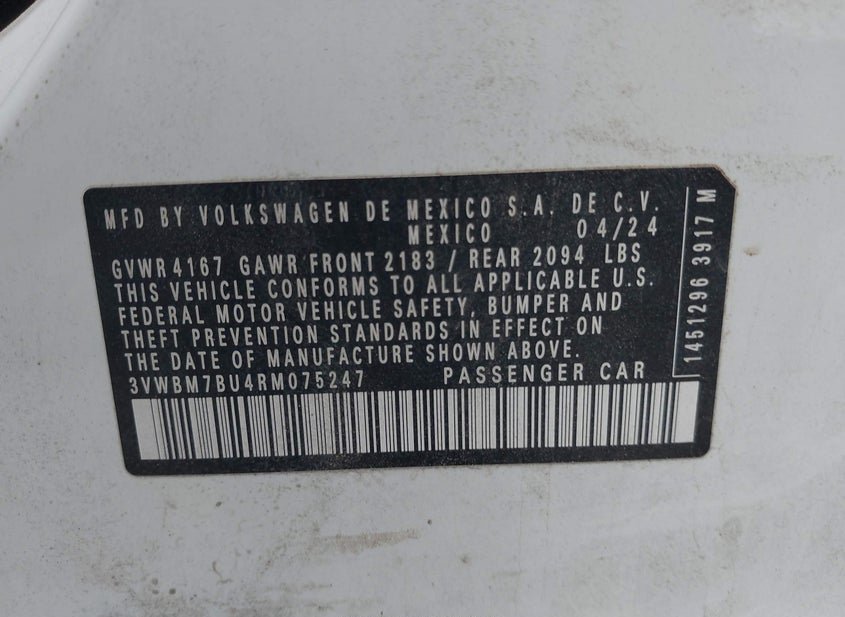 MFD BY VOLKSWAGEN DE MEXICO S.A. DE C.V.
MEXICO 04/24
GVWR 4167 GAWR FRONT 2183 / REAR 2094 LBS
THIS VEHICLE CONFORMS TO ALL APPLICABLE U.S.
FEDERAL MOTOR VEHICLE SAFETY, BUMPER AND
THEFT PREVENTION STANDARDS IN EFFECT ON
THE DATE OF MANUFACTURE SHOWN ABOVE.
3VWBM7BU4RM075247 PASSENGER CAR
1451296 3917 M